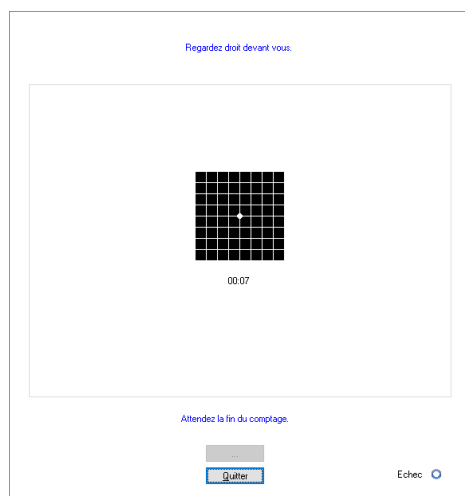 Regardez droit devant vous.
00:07
Attendez la fin du comptage.
...
Quitter
Echec